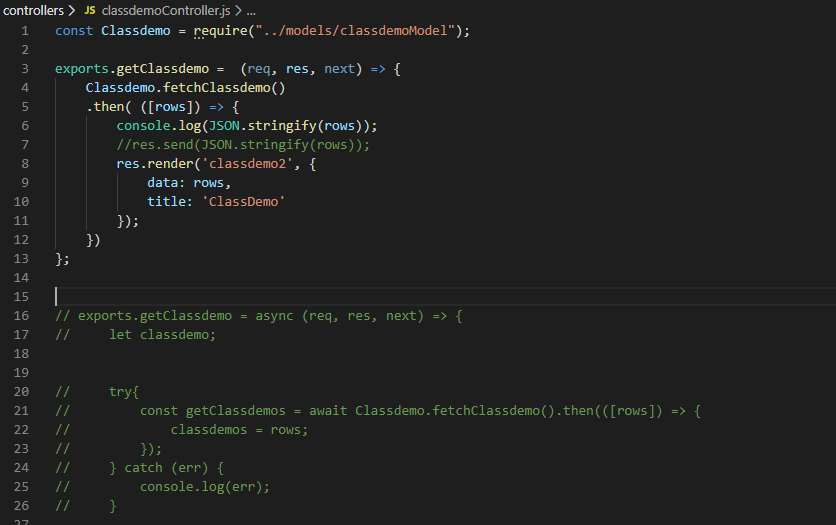 controllers > JS classdemoController.js > ...
1 const Classdemo = require("../models/classdemoModel");
2
3 exports.getClassdemo =  (req, res, next) => {
4     Classdemo.fetchClassdemo()
5     .then( ([rows]) => {
6         console.log(JSON.stringify(rows));
7         //res.send(JSON.stringify(rows));
8         res.render('classdemo2', {
9             data: rows,
10             title: 'ClassDemo'
11         });
12     })
13 };
14
15
16 // exports.getClassdemo = async (req, res, next) => {
17 //     let classdemo;
18
19
20 //     try{
21 //         const getClassdemos = await Classdemo.fetchClassdemo().then(([rows]) => {
22 //             classdemos = rows;
23 //         });
24 //     } catch (err) {
25 //         console.log(err);
26 //     }
27